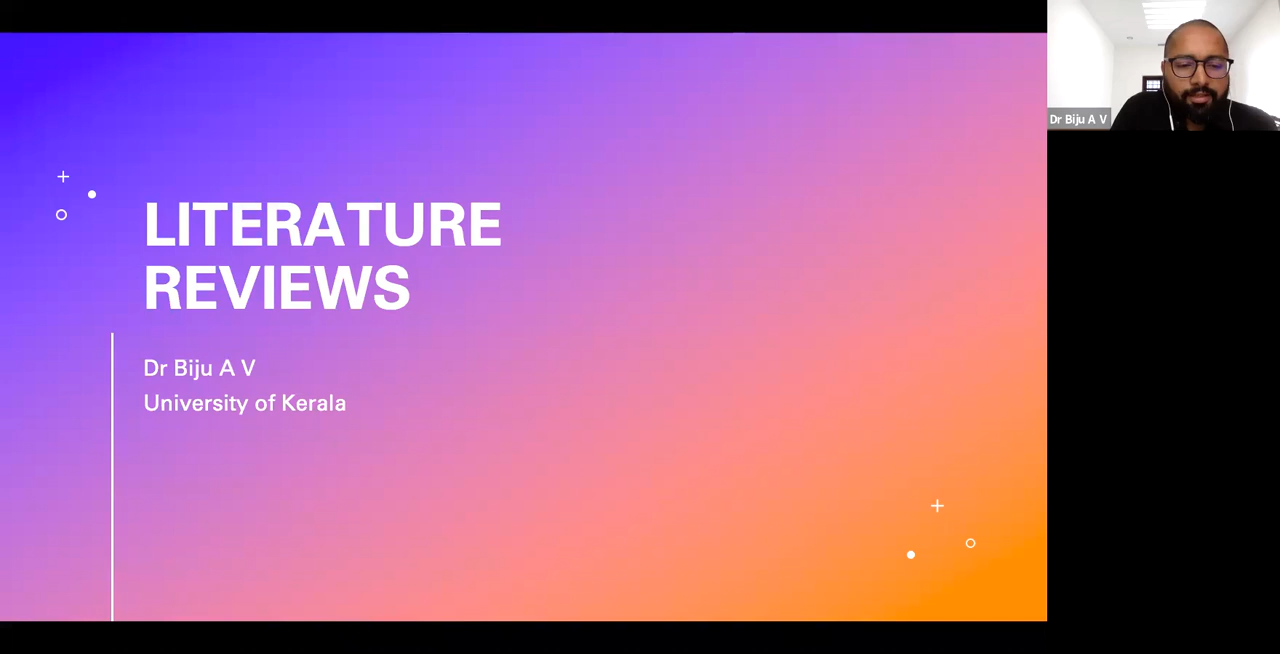 LITERATURE
REVIEWS
Dr Biju A V
University of Kerala
Dr Biju A V